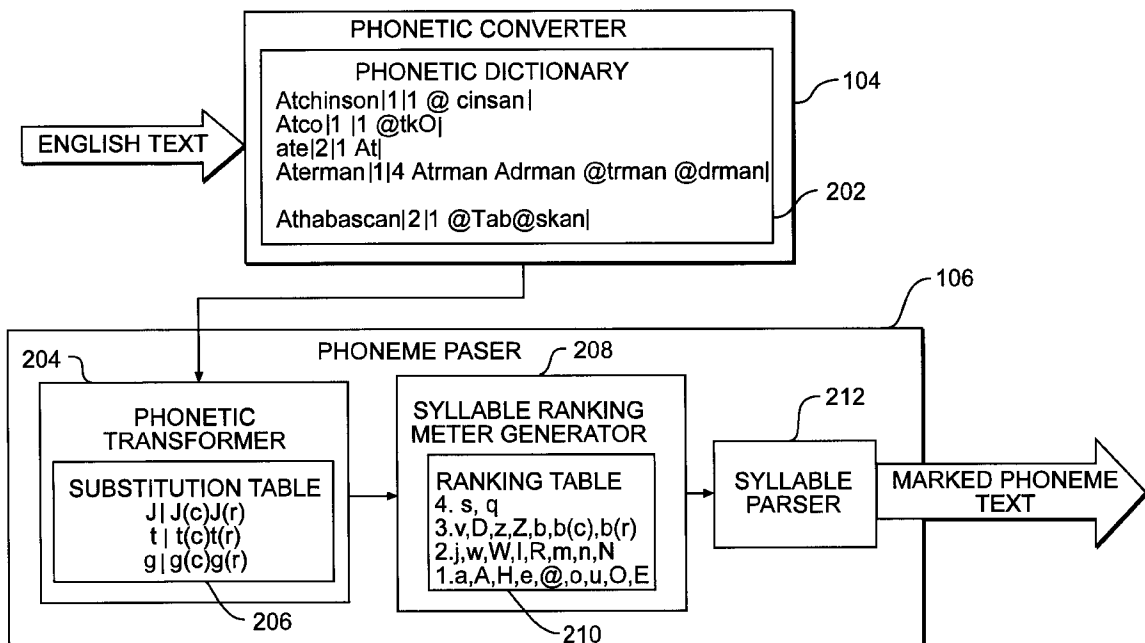 PHONETIC CONVERTER
PHONETIC DICTIONARY
Atchinson|1|1 @ cinsan|
Atco|1 |1 @tkO|
ate|2|1 At|
Aterman|1|4 Atrman Adrman @trman @drman|
Athabascan|2|1 @Tab@skan|
ENGLISH TEXT
104
202
106
PHONEME PASER
204
PHONETIC
TRANSFORMER
SUBSTITUTION TABLE
J| J(c)J(r)
t | t(c)t(r)
g| g(c)g(r)
206
208
SYLLABLE RANKING
METER GENERATOR
RANKING TABLE
4. s, q
3.v,D,z,Z,b,b(c),b(r)
2.j,w,W,l,R,m,n,N
1.a,A,H,e,@,o,u,O,E
210
212
SYLLABLE
PARSER
MARKED PHONEME
TEXT